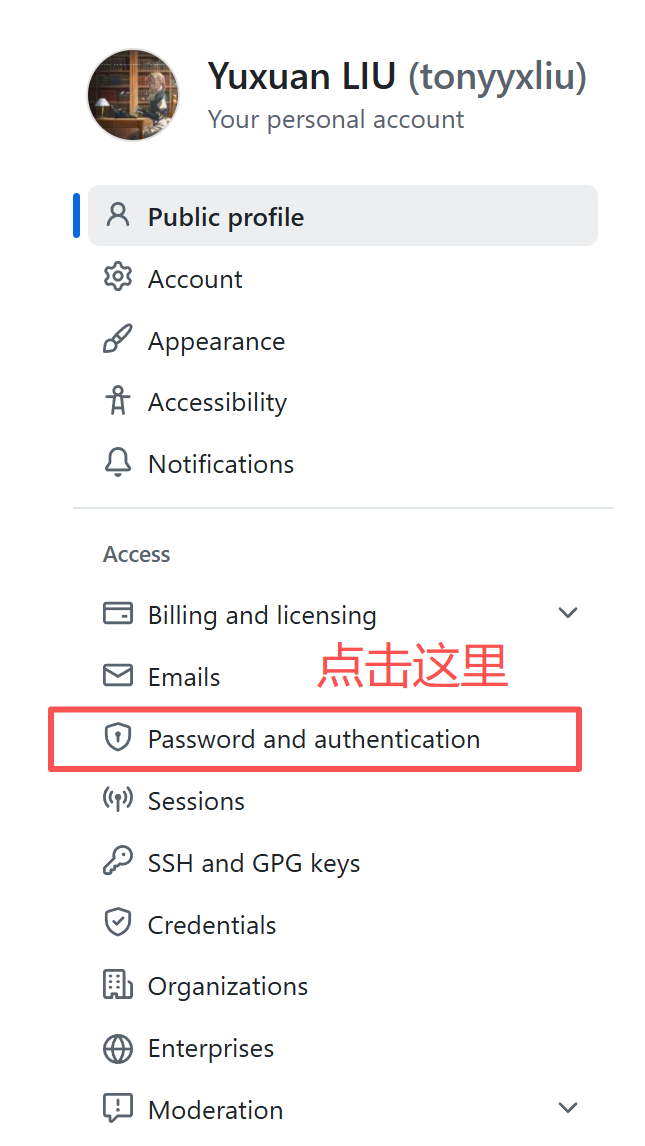 Yuxuan LIU (tonyyxliu)
Your personal account
Public profile
Account
Appearance
Accessibility
Notifications
Access
Billing and licensing
点击这里
Emails
Password and authentication
Sessions
SSH and GPG keys
Credentials
Organizations
Enterprises
Moderation